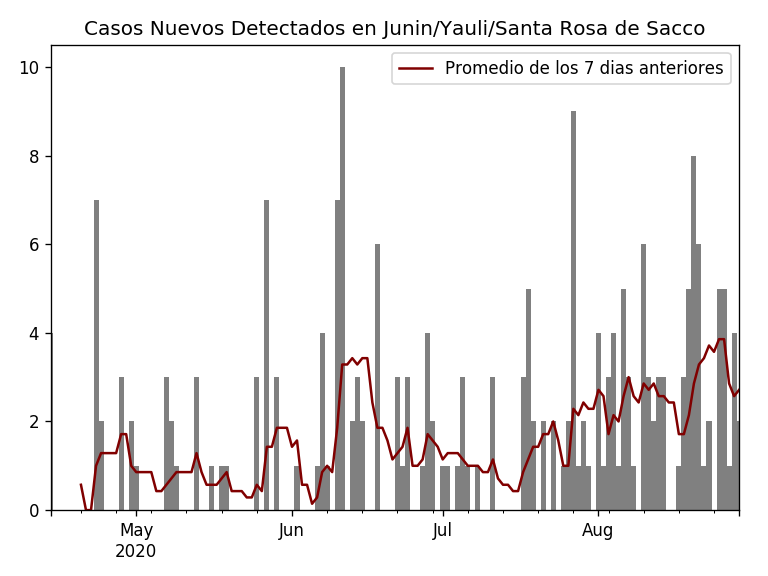 Casos Nuevos Detectados en Junin/Yauli/Santa Rosa de Sacco
Promedio de los 7 dias anteriores
10
8
6
4
2
0
May Jun Jul Aug
2020